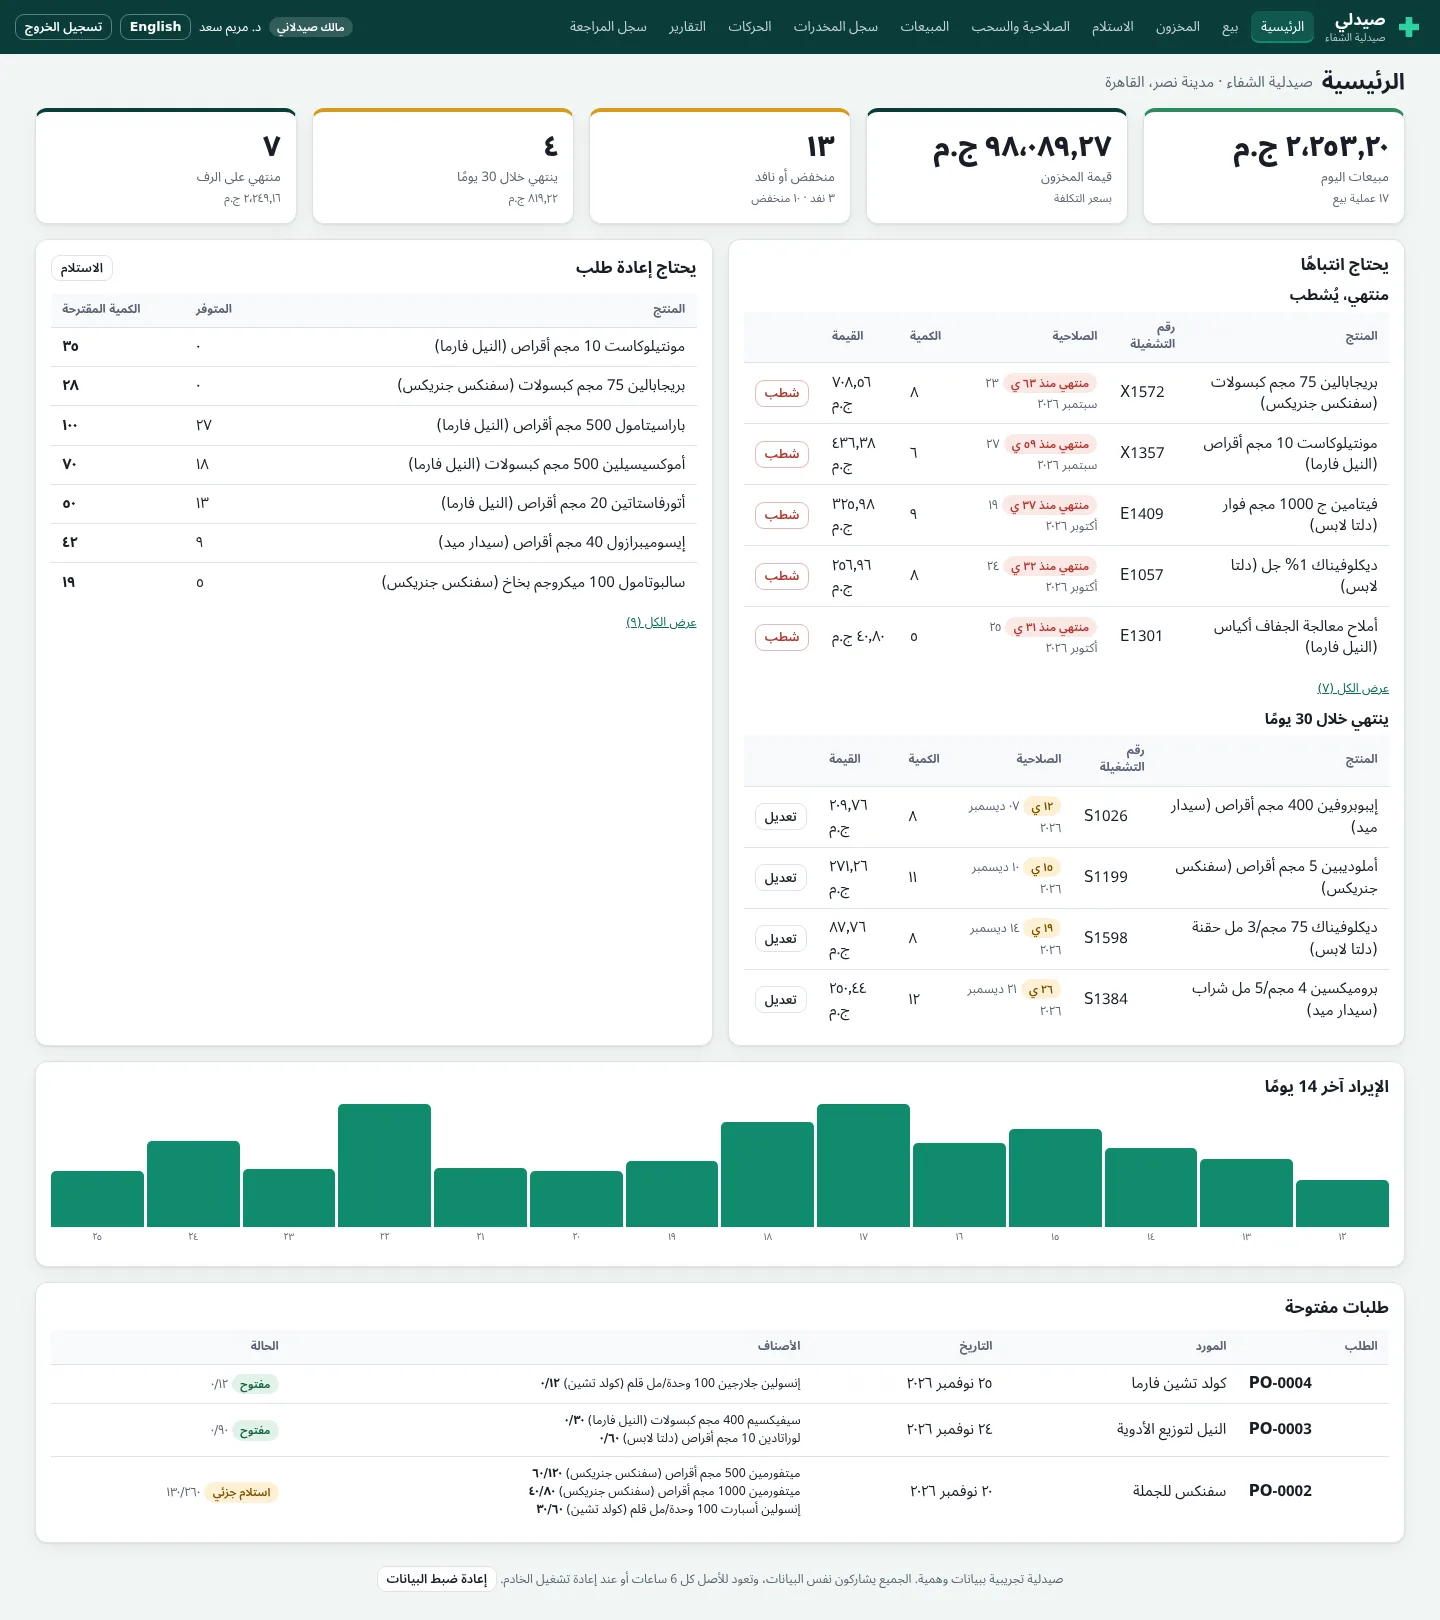 صيدلي
صيدلية الشفاء
الرئيسية
بيع
المخزون
الاستلام
الصلاحية والسحب
المبيعات
سجل المخدرات
الحركات
التقارير
سجل المراجعة
مالك صيدلاني
د. مريم سعد
English
تسجيل الخروج
الرئيسية صيدلية الشفاء · مدينة نصر، القاهرة
٢٬٢٥٣٫٢٠ ج.م
مبيعات اليوم
١٧ عملية بيع
٩٨٬٠٨٩٫٢٧ ج.م
قيمة المخزون
بسعر التكلفة
١٣
منخفض أو نافد
٣ نفد · ١٠ منخفض
٤
ينتهي خلال 30 يومًا
٨١٩٫٢٢ ج.م
٧
منتهي على الرف
٢٬٢٤٩٫١٦ ج.م
يحتاج انتباهًا
منتهي، يُشطب
المنتج رقم التشغيلة الصلاحية الكمية القيمة
بريجابالين 75 مجم كبسولات (سفنكس جنريكس) X1572 منتهي منذ ٦٣ ي ٢٣ سبتمبر ٢٠٢٦ ٨ ٧٠٨٫٥٦ ج.م شطب
مونتيلوكاست 10 مجم أقراص (النيل فارما) X1357 منتهي منذ ٥٩ ي ٢٧ سبتمبر ٢٠٢٦ ٦ ٤٣٦٫٣٨ ج.م شطب
فيتامين ج 1000 مجم فوار (دلتا لابس) E1409 منتهي منذ ٣٧ ي ١٩ أكتوبر ٢٠٢٦ ٩ ٣٢٥٫٩٨ ج.م شطب
ديكلوفيناك 1% جل (دلتا لابس) E1057 منتهي منذ ٣٢ ي ٢٤ أكتوبر ٢٠٢٦ ٨ ٢٥٦٫٩٦ ج.م شطب
أملاح معالجة الجفاف أكياس (النيل فارما) E1301 منتهي منذ ٣١ ي ٢٥ أكتوبر ٢٠٢٦ ٥ ٤٠٫٨٠ ج.م شطب
عرض الكل (٧)
ينتهي خلال 30 يومًا
المنتج رقم التشغيلة الصلاحية الكمية القيمة
إيبوبروفين 400 مجم أقراص (سيدار ميد) S1026 ١٢ ي ٠٧ ديسمبر ٢٠٢٦ ٨ ٢٠٩٫٧٦ ج.م تعديل
أملوديبين 5 مجم أقراص (سفنكس جنريكس) S1199 ١٥ ي ١٠ ديسمبر ٢٠٢٦ ١١ ٢٧١٫٢٦ ج.م تعديل
ديكلوفيناك 75 مجم/3 مل حقنة (دلتا لابس) S1598 ١٩ ي ١٤ ديسمبر ٢٠٢٦ ٨ ٨٧٫٧٦ ج.م تعديل
بروميكسين 4 مجم/5 مل شراب (سيدار ميد) S1384 ٢٦ ي ٢١ ديسمبر ٢٠٢٦ ١٢ ٢٥٠٫٤٤ ج.م تعديل
يحتاج إعادة طلب
الاستلام
المنتج المتوفر الكمية المقترحة
مونتيلوكاست 10 مجم أقراص (النيل فارما) ٠ ٣٥
بريجابالين 75 مجم كبسولات (سفنكس جنريكس) ٠ ٢٨
باراسيتامول 500 مجم أقراص (النيل فارما) ٢٧ ١٠٠
أموكسيسيلين 500 مجم كبسولات (النيل فارما) ١٨ ٧٠
أتورفاستاتين 20 مجم أقراص (النيل فارما) ١٣ ٥٠
إيسوميبرازول 40 مجم أقراص (سيدار ميد) ٩ ٤٢
سالبوتامول 100 ميكروجم بخاخ (سفنكس جنريكس) ٥ ١٩
عرض الكل (٩)
الإيراد آخر 14 يومًا
١٢ ١٣ ١٤ ١٥ ١٦ ١٧ ١٨ ١٩ ٢٠ ٢١ ٢٢ ٢٣ ٢٤ ٢٥
طلبات مفتوحة
الطلب المورد التاريخ الأصناف الحالة
PO-0004 كولد تشين فارما ٢٥ نوفمبر ٢٠٢٦ إنسولين جلارجين 100 وحدة/مل قلم (كولد تشين) ٠/١٢ مفتوح ٠/١٢
PO-0003 النيل لتوزيع الأدوية ٢٤ نوفمبر ٢٠٢٦ سيفيكسيم 400 مجم كبسولات (النيل فارما) ٠/٣٠
لوراتادين 10 مجم أقراص (دلتا لابس) ٠/٦٠ مفتوح ٠/٩٠
PO-0002 سفنكس للجملة ٢٠ نوفمبر ٢٠٢٦ ميتفورمين 500 مجم أقراص (سفنكس جنريكس) ٦٠/١٢٠
ميتفورمين 1000 مجم أقراص (سفنكس جنريكس) ٤٠/٨٠
إنسولين أسبارت 100 وحدة/مل قلم (كولد تشين) ٣٠/٦٠ استلام جزئي ١٣٠/٢٦٠
صيدلية تجريبية ببيانات وهمية. الجميع يشاركون نفس البيانات، وتعود للأصل كل 6 ساعات أو عند إعادة تشغيل الخادم. إعادة ضبط البيانات